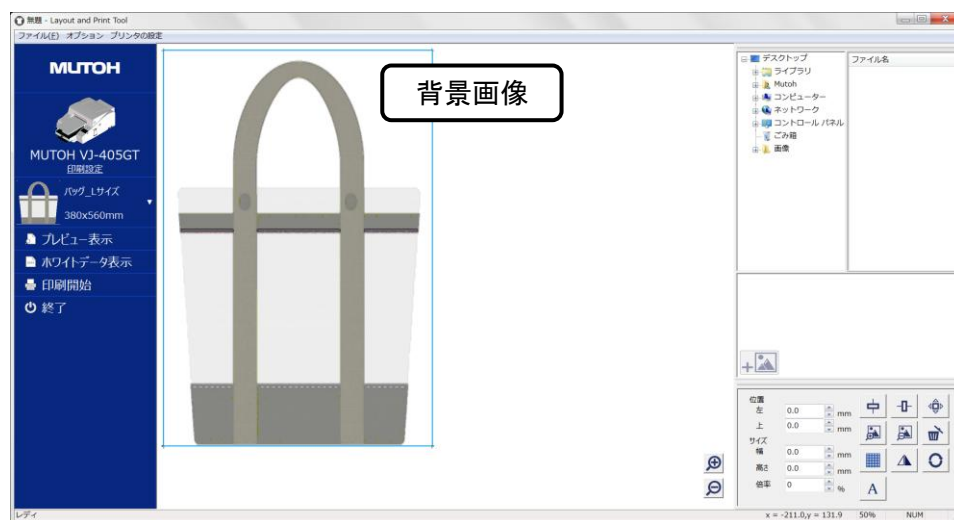 無題 - Layout and Print Tool
ファイル(F) オプション プリンタの設定
MUTOH
MUTOH VJ-405GT
印刷設定
バッグ_Lサイズ
380x560mm
プレビュー表示
ホワイトデータ表示
印刷開始
終了
背景画像
デスクトップ
ライブラリ
Mutoh
コンピューター
ネットワーク
コントロール パネル
ごみ箱
画像
ファイル名
位置
左 0.0 mm
上 0.0 mm
サイズ
幅 0.0 mm
高さ 0.0 mm
倍率 0 %
A
レディ
x = -211.0,y = 131.9 50% NUM